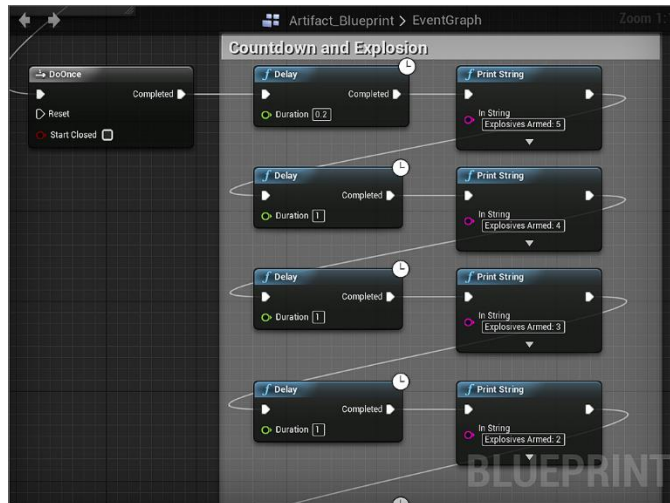 Artifact_Blueprint > EventGraph
Zoom 1:
Countdown and Explosion
DoOnce
Completed
Reset
Start Closed
f Delay
Completed
Duration 0.2
f Print String
In String
Explosives Armed: 5
f Delay
Completed
Duration 1
f Print String
In String
Explosives Armed: 4
f Delay
Completed
Duration 1
f Print String
In String
Explosives Armed: 3
f Delay
Completed
Duration 1
f Print String
In String
Explosives Armed: 2
BLUEPRINT